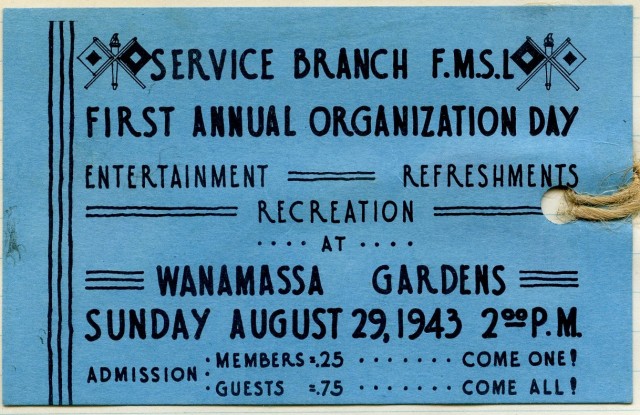 SERVICE BRANCH F.M.S.L
FIRST ANNUAL ORGANIZATION DAY
ENTERTAINMENT REFRESHMENTS
RECREATION
.... AT ....
WANAMASSA GARDENS
SUNDAY AUGUST 29, 1943 2:00 P.M.
ADMISSION : MEMBERS = .25 ....... COME ONE!
: GUESTS = .75 ....... COME ALL!